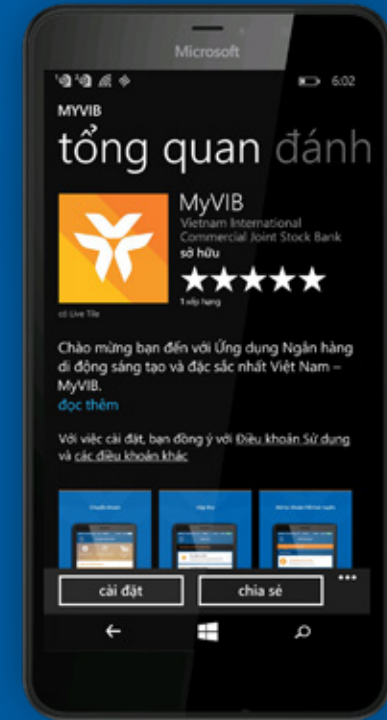 Microsoft
6:02
MYVIB
tổng quan đánh
MyVIB
Vietnam International
Commercial Joint Stock Bank
sở hữu
1 xếp hạng
có Live Tile
Chào mừng bạn đến với Ứng dụng Ngân hàng
di động sáng tạo và đặc sắc nhất Việt Nam –
MyVIB.
đọc thêm
Với việc cài đặt, bạn đồng ý với Điều khoản Sử dụng
và các điều khoản khác
Chuyển khoản
cài đặt chia sẻ